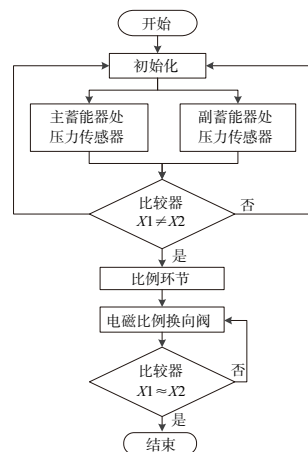 开始
初始化
主蓄能器处
压力传感器
副蓄能器处
压力传感器
比较器
X1≠X2
否
是
比例环节
电磁比例换向阀
比较器
X1≈X2
否
是
结束